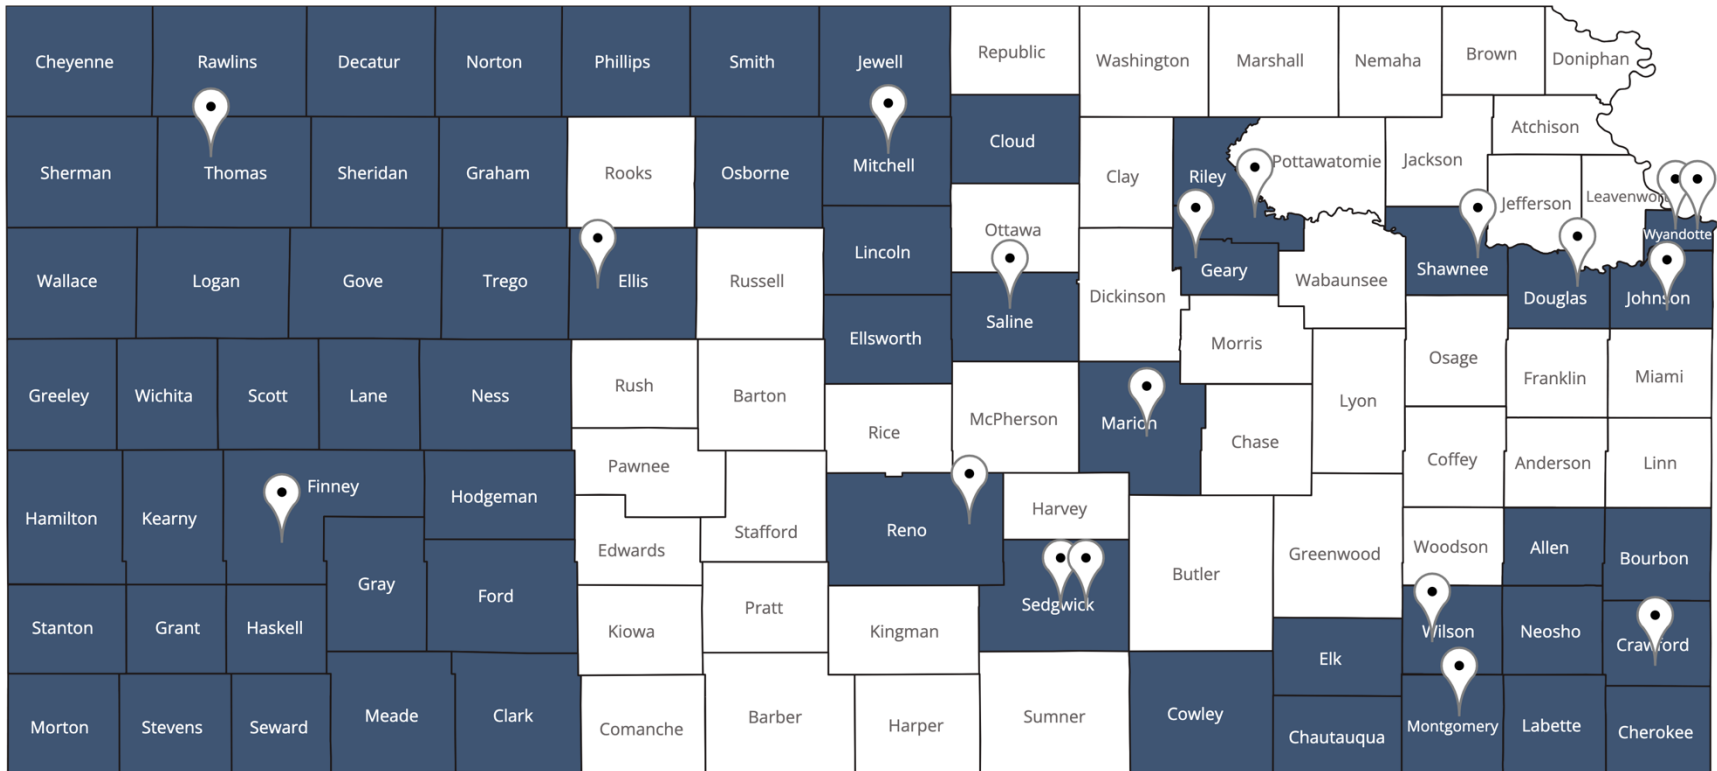 Cheyenne
Rawlins
Decatur
Norton
Phillips
Smith
Jewell
Republic
Washington
Marshall
Nemaha
Brown
Doniphan
Sherman
Thomas
Sheridan
Graham
Rooks
Osborne
Mitchell
Cloud
Clay
Riley
Pottawatomie
Jackson
Atchison
Jefferson
Leavenwor
Wyandotte
Wallace
Logan
Gove
Trego
Ellis
Russell
Lincoln
Ottawa
Saline
Dickinson
Geary
Wabaunsee
Shawnee
Douglas
Johnson
Ellsworth
Morris
Osage
Franklin
Miami
Greeley
Wichita
Scott
Lane
Ness
Rush
Barton
Rice
McPherson
Marion
Chase
Lyon
Coffey
Anderson
Linn
Hamilton
Kearny
Finney
Hodgeman
Pawnee
Stafford
Edwards
Reno
Harvey
Sedgwick
Butler
Greenwood
Woodson
Allen
Bourbon
Gray
Ford
Stanton
Grant
Haskell
Kiowa
Pratt
Kingman
Elk
Wilson
Neosho
Crawford
Morton
Stevens
Seward
Meade
Clark
Comanche
Barber
Harper
Sumner
Cowley
Chautauqua
Montgomery
Labette
Cherokee